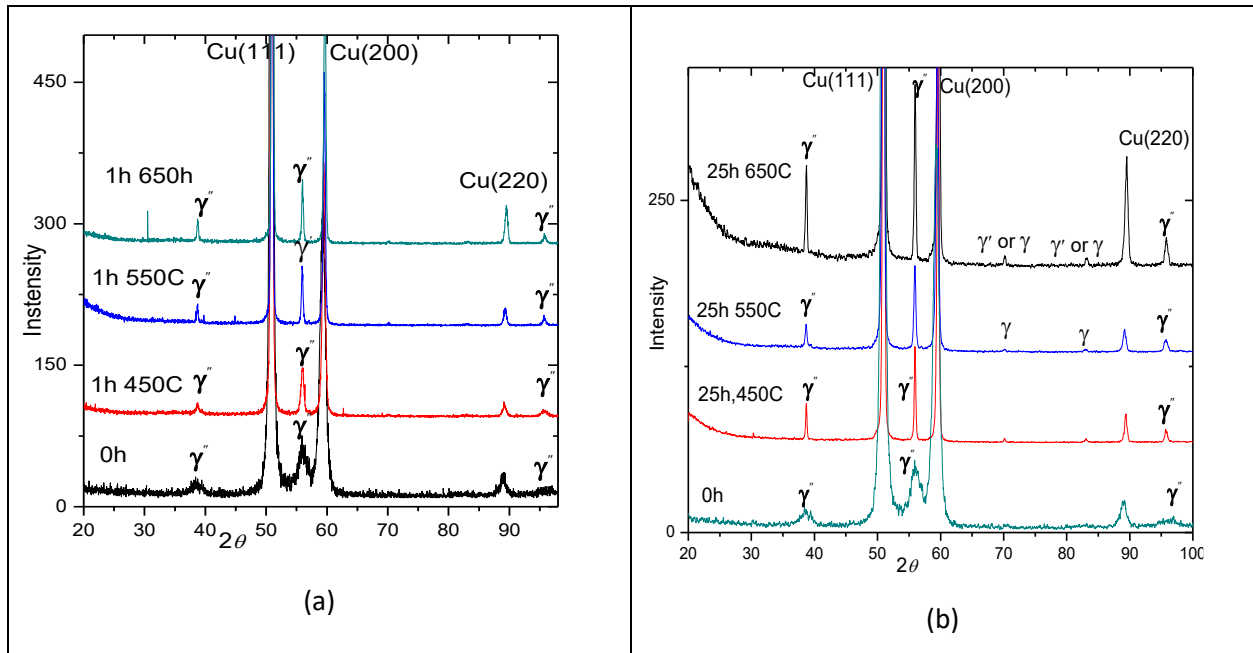 Cu(111) Cu(200)
450
1h 650h
γ″
γ″
Cu(220)
γ″
300
γ″
1h 550C
γ″
γ″
Instensity
150
1h 450C
γ″
γ″
γ″
0h
γ″
γ
γ″
0
20 30 40 50 60 70 80 90
2θ
(a)
Cu(111)
γ″
Cu(200)
Cu(220)
25h 650C
γ″
250
γ' or γ
γ' or γ
γ″
25h 550C
γ″
γ
γ
γ″
Intensity
25h,450C
γ″
γ″
γ″
0h
γ″
γ″
0
20 30 40 50 60 70 80 90 100
2θ
(b)